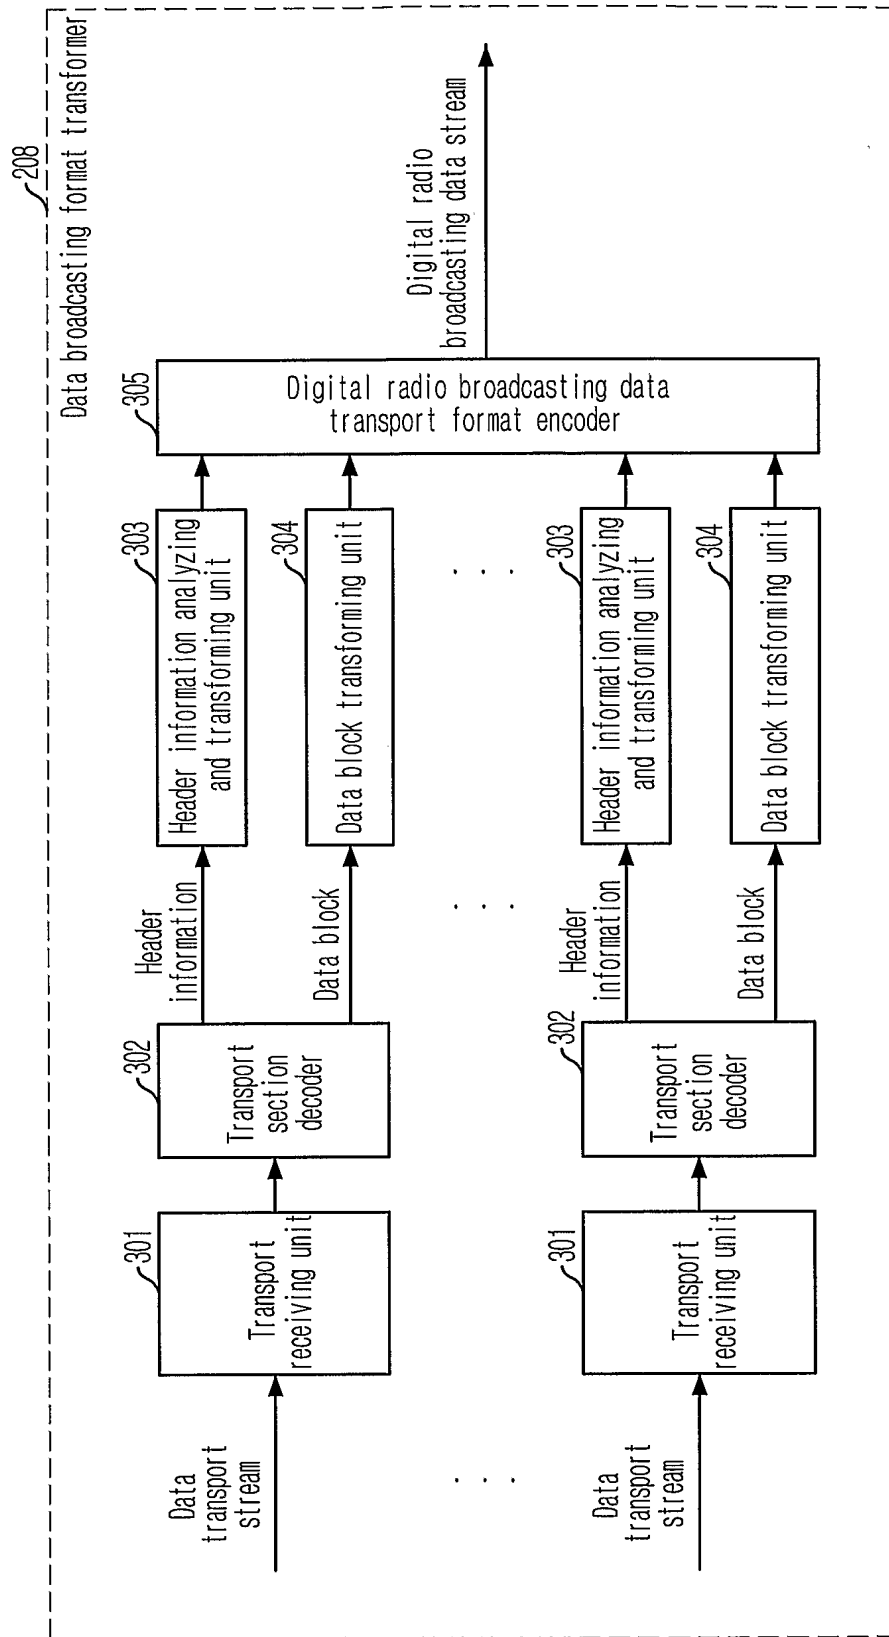 208
Data broadcasting format transformer
Data
transport
stream
301
Transport
receiving unit
302
Transport
section
decoder
Header
information
Data block
303
Header information analyzing
and transforming unit
304
Data block transforming unit
305
Digital radio broadcasting data
transport format encoder
Digital radio
broadcasting data stream
. . .
. . .
. . .
Data
transport
stream
301
Transport
receiving unit
302
Transport
section
decoder
Header
information
Data block
303
Header information analyzing
and transforming unit
304
Data block transforming unit